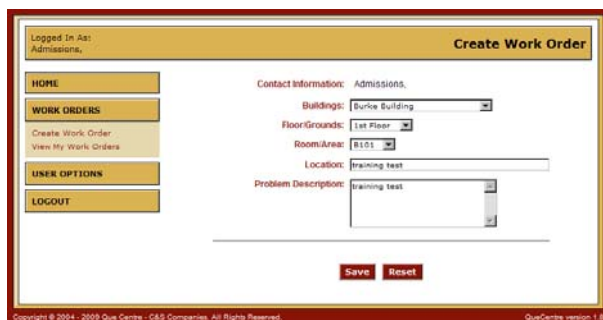 Logged In As:
Admissions,
Create Work Order
HOME
WORK ORDERS
Create Work Order
View My Work Orders
USER OPTIONS
LOGOUT
Contact Information: Admissions,
Buildings: Burke Building
Floor/Grounds: 1st Floor
Room/Area: B101
Location: training test
Problem Description: training test
Save Reset
Copyright © 2004 - 2009 Que Centre - C&S Companies. All Rights Reserved.
QueCentre version 1.8